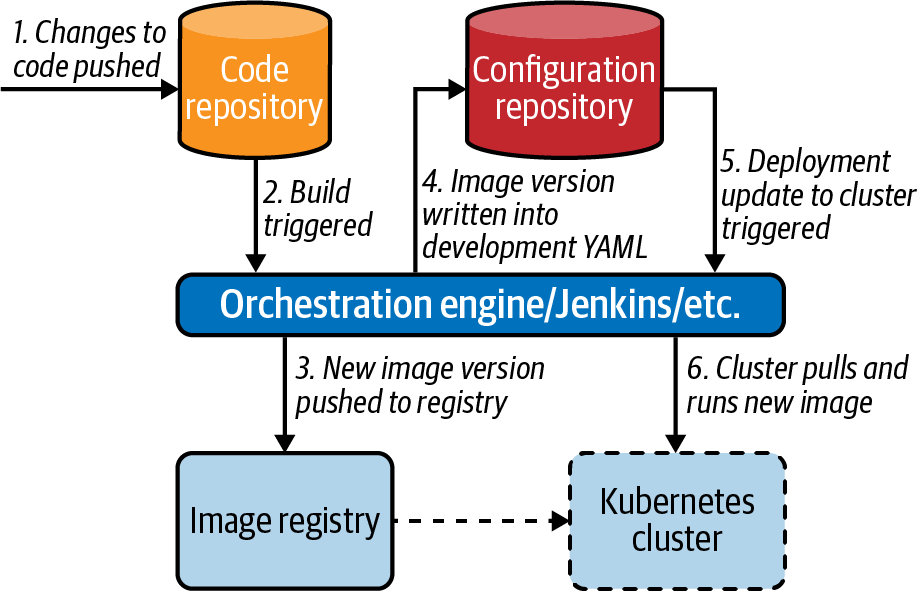 1. Changes to
code pushed
Code
repository
Configuration
repository
2. Build
triggered
4. Image version
written into
development YAML
5. Deployment
update to cluster
triggered
Orchestration engine/Jenkins/etc.
3. New image version
pushed to registry
6. Cluster pulls and
runs new image
Image registry
Kubernetes
cluster